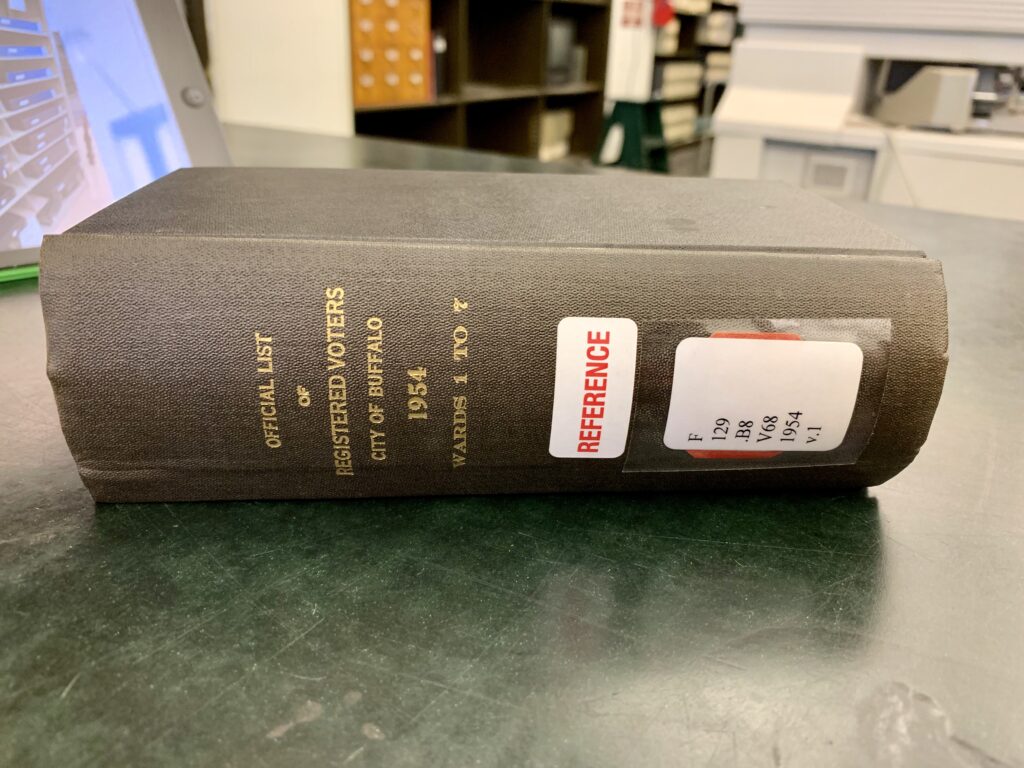 OFFICIAL LIST
OF
REGISTERED VOTERS
CITY OF BUFFALO
1954
WARDS 1 TO 7
REFERENCE
F
129
.B8
V68
1954
v.1